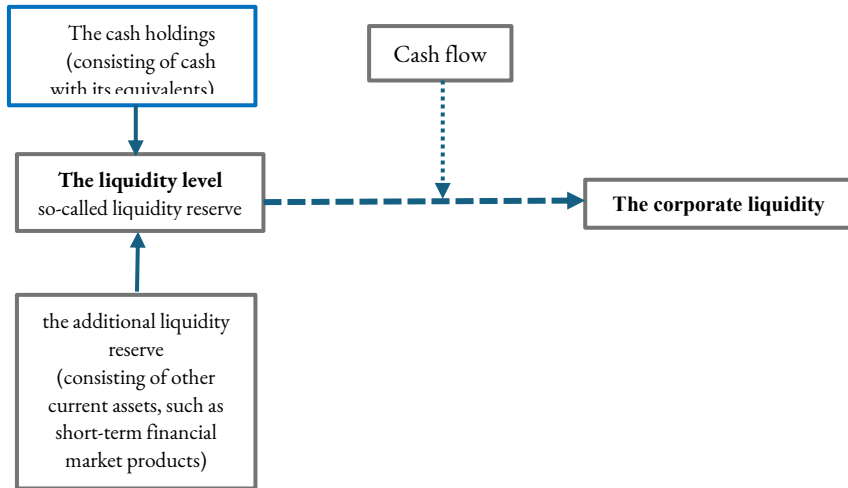 The cash holdings
(consisting of cash
with its equivalents)
Cash flow
The liquidity level
so-called liquidity reserve
The corporate liquidity
the additional liquidity
reserve
(consisting of other
current assets, such as
short-term financial
market products)